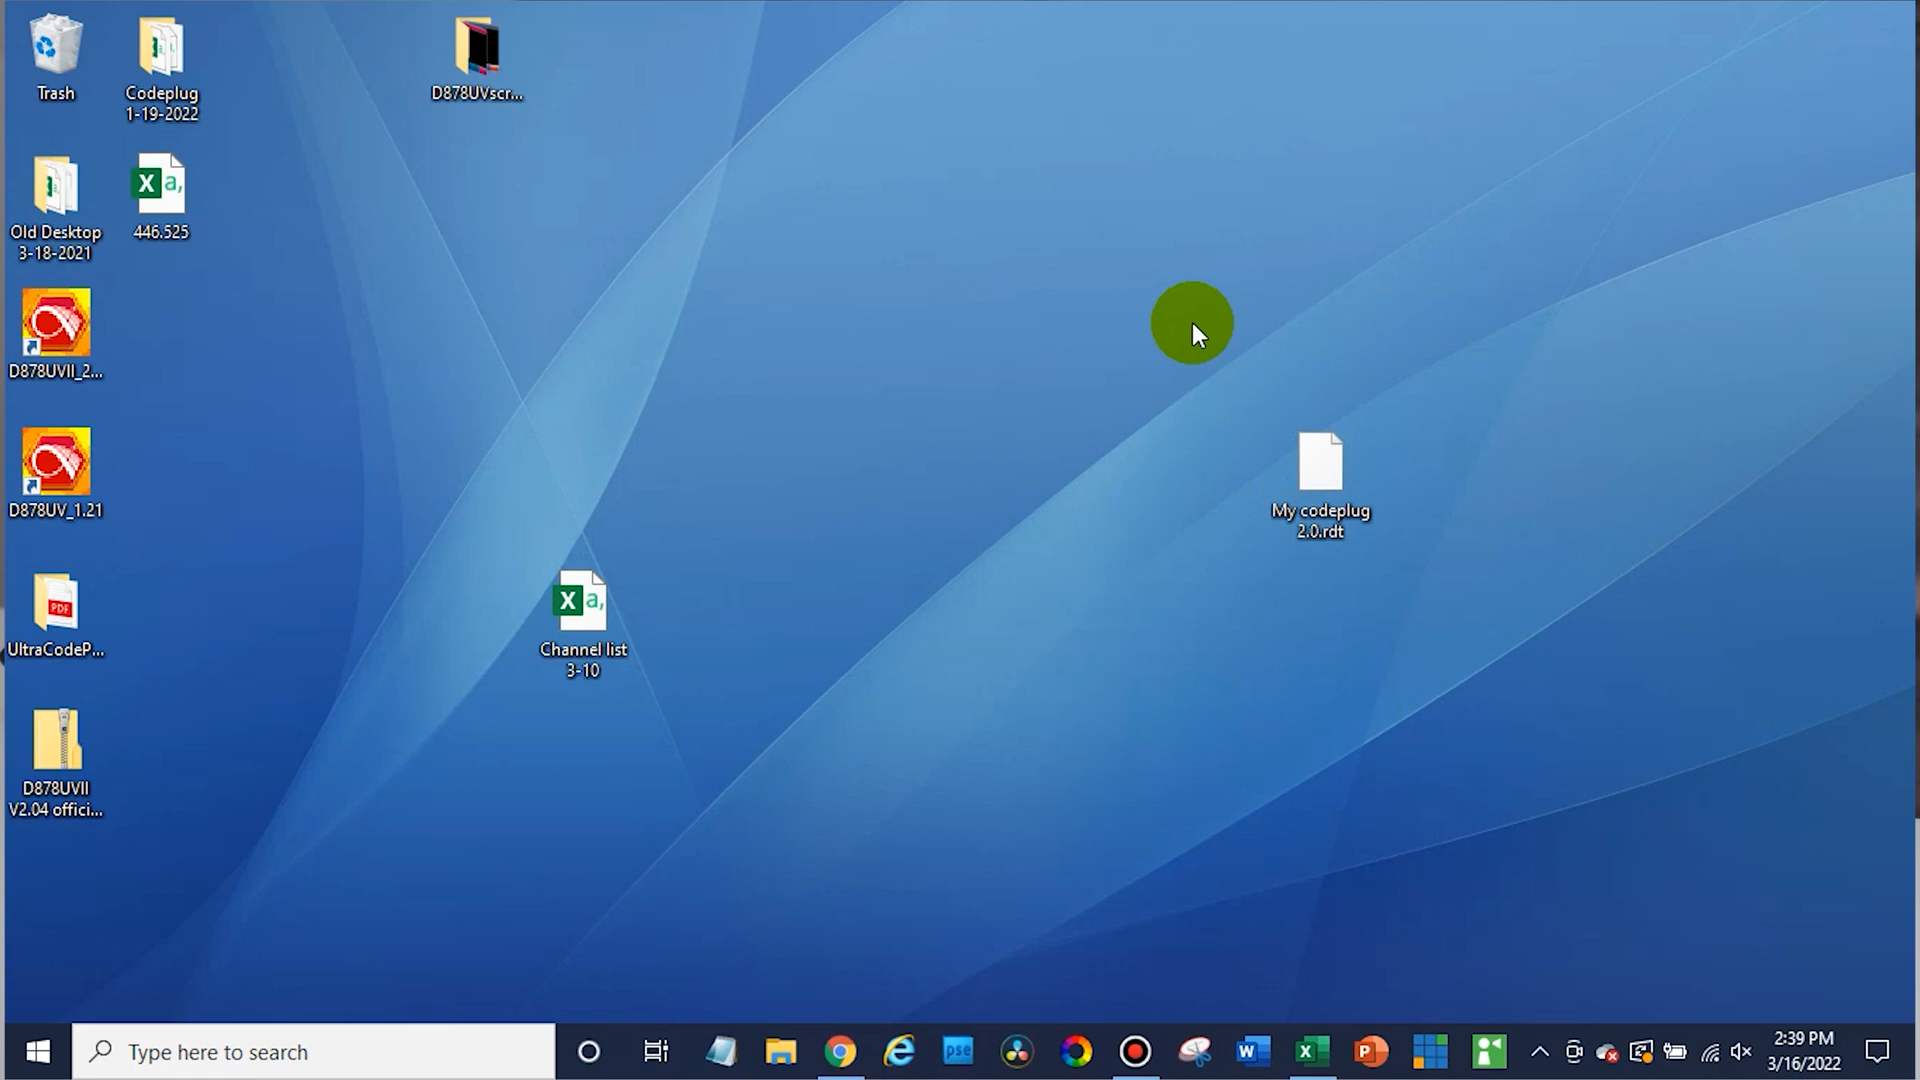 Trash
Codeplug
1-19-2022
D878UVscr...
Old Desktop
3-18-2021
X a,
446.525
D878UVII_2...
D878UV_1.21
My codeplug
2.0.rdt
PDF
UltraCodeP...
X a,
Channel list
3-10
D878UVII
V2.04 offici...
Type here to search
pse
W
X
P
2:39 PM
3/16/2022